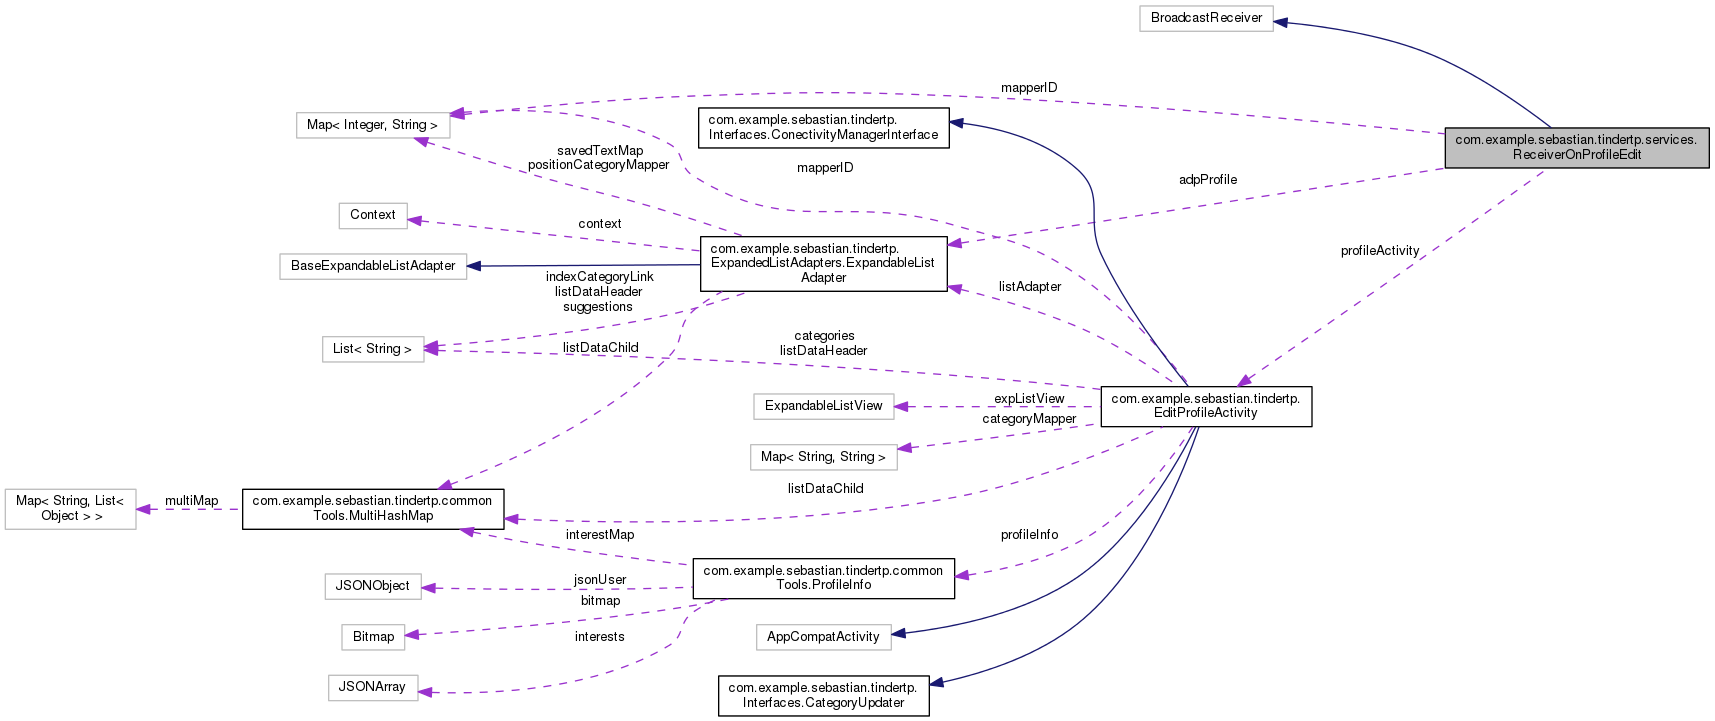 BroadcastReceiver
mapperID
com.example.sebastian.tindertp.
Interfaces.ConectivityManagerInterface
Map< Integer, String >
com.example.sebastian.tindertp.services.
ReceiverOnProfileEdit
savedTextMap
positionCategoryMapper
mapperID
adpProfile
Context
context
com.example.sebastian.tindertp.
ExpandedListAdapters.ExpandableList
Adapter
profileActivity
BaseExpandableListAdapter
indexCategoryLink
listDataHeader
suggestions
listAdapter
List< String >
listDataChild
categories
listDataHeader
ExpandableListView
expListView
com.example.sebastian.tindertp.
EditProfileActivity
categoryMapper
Map< String, String >
Map< String, List<
Object > >
multiMap
com.example.sebastian.tindertp.common
Tools.MultiHashMap
listDataChild
interestMap
profileInfo
com.example.sebastian.tindertp.common
Tools.ProfileInfo
JSONObject
jsonUser
bitmap
Bitmap
interests
AppCompatActivity
JSONArray
com.example.sebastian.tindertp.
Interfaces.CategoryUpdater